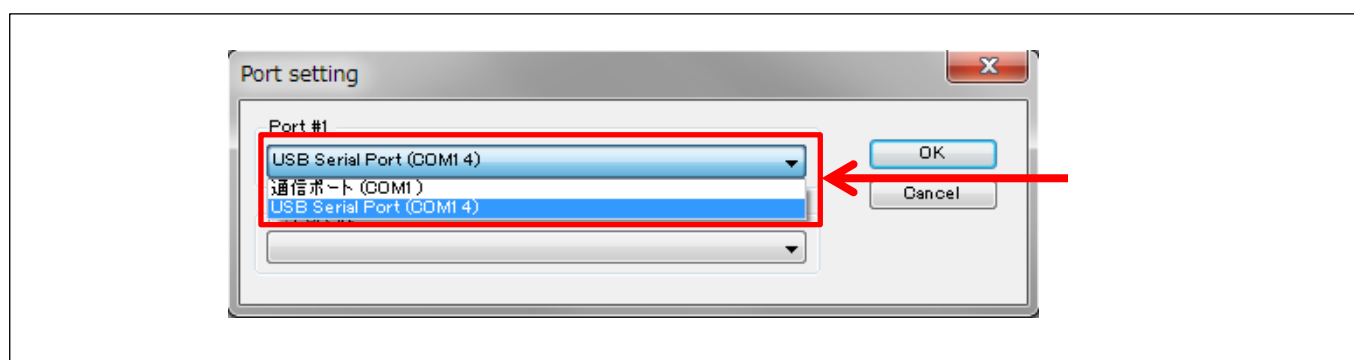 Port setting
Port #1
USB Serial Port (COM14)
OK
通信ポート (COM1)
USB Serial Port (COM14)
Cancel